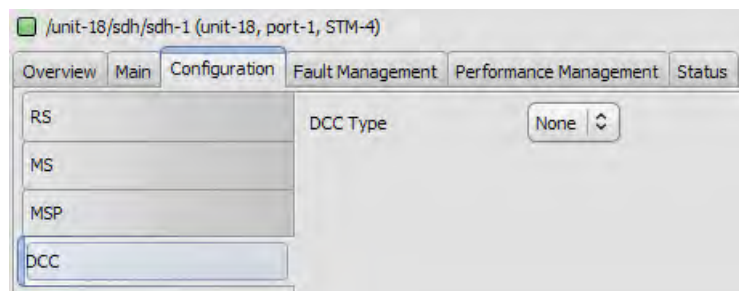 /unit-18/sdh/sdh-1 (unit-18, port-1, STM-4)
Overview Main Configuration Fault Management Performance Management Status
RS
DCC Type None
MS
MSP
DCC